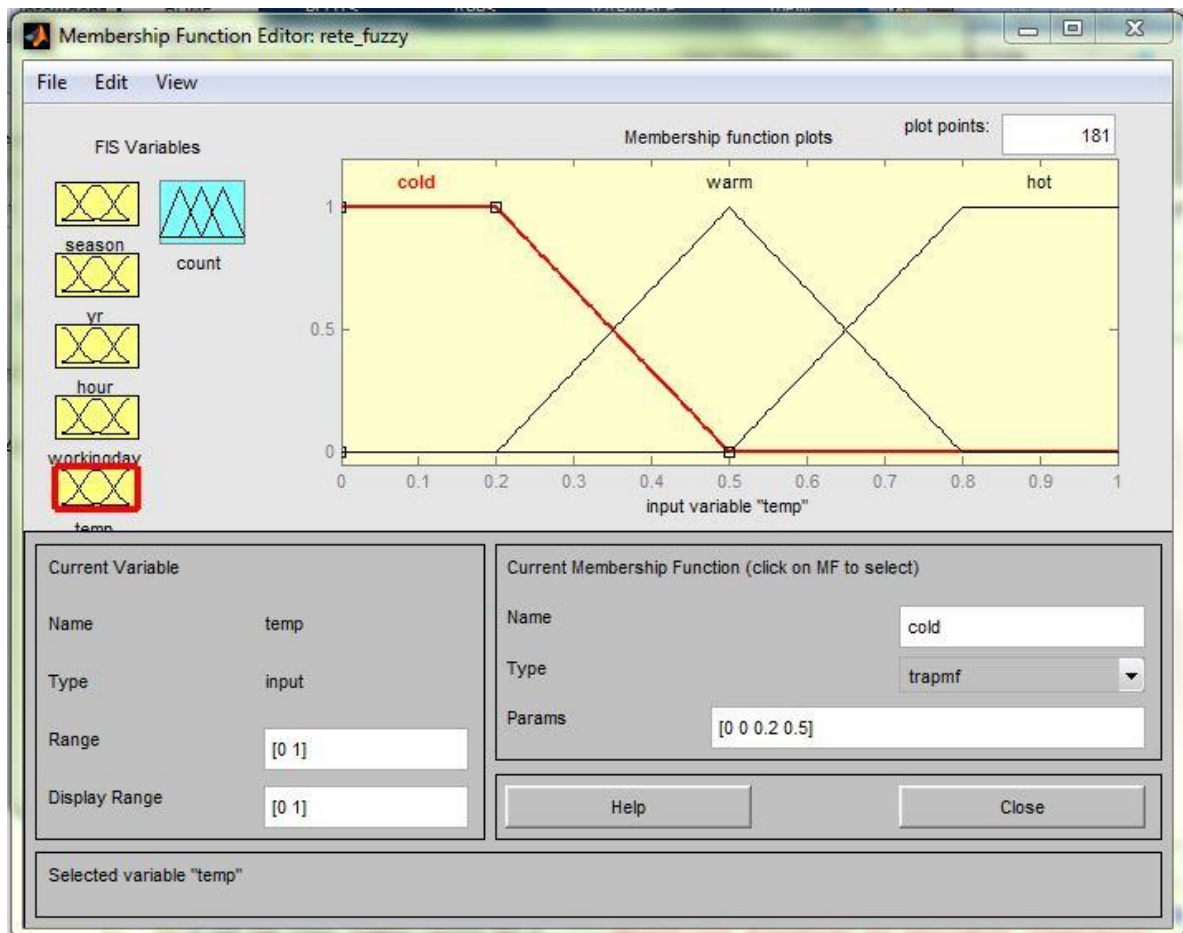 Membership Function Editor: rete_fuzzy
File Edit View
FIS Variables
Membership function plots
plot points:
181
season
yr
hour
workingday
temp
count
cold
warm
hot
1
0.5
0
0 0.1 0.2 0.3 0.4 0.5 0.6 0.7 0.8 0.9 1
input variable "temp"
Current Variable
Name temp
Type input
Range [0 1]
Display Range [0 1]
Current Membership Function (click on MF to select)
Name cold
Type trapmf
Params [0 0 0.2 0.5]
Help Close
Selected variable "temp"